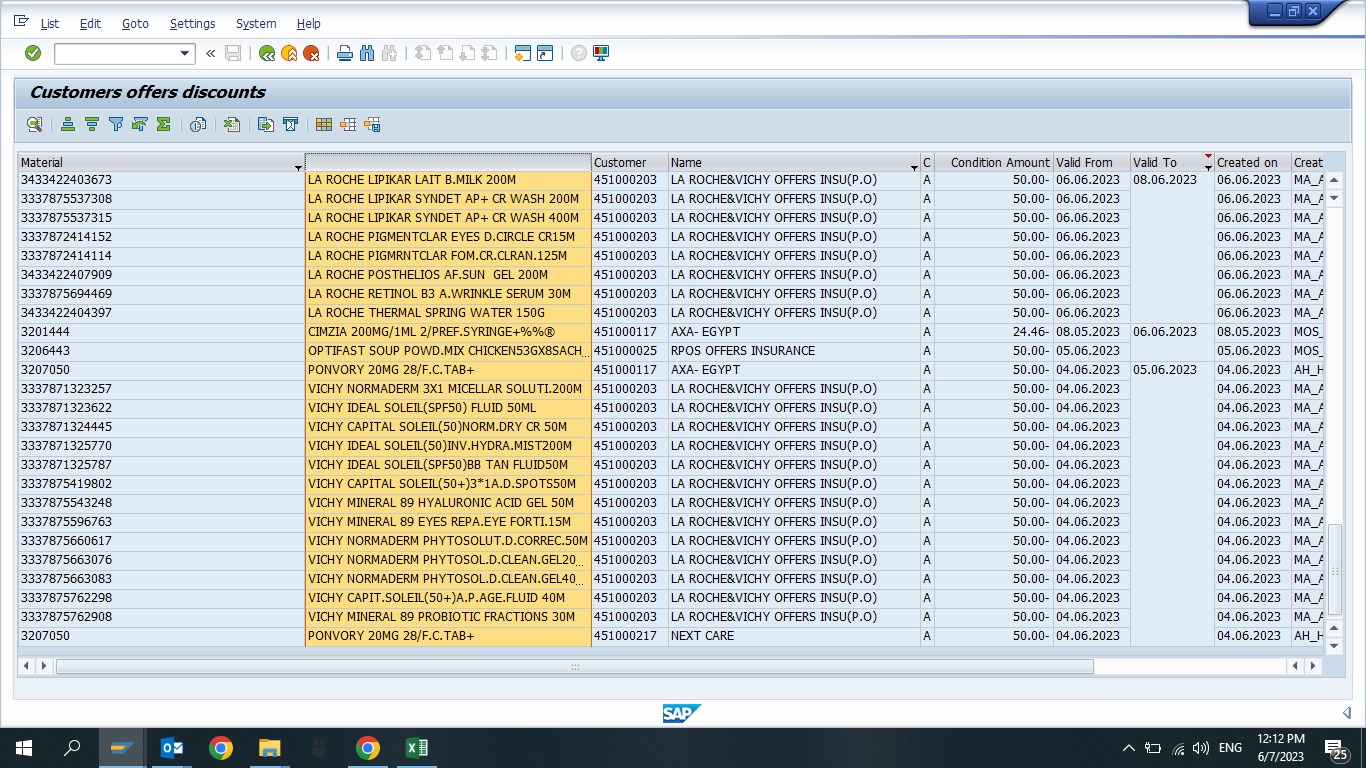 List Edit Goto Settings System Help
Customers offers discounts
Material Customer Name C Condition Amount Valid From Valid To Created on Creat
3433422403673 LA ROCHE LIPIKAR LAIT B.MILK 200M 451000203 LA ROCHE&VICHY OFFERS INSU(P.O) A 50.00- 06.06.2023 08.06.2023 06.06.2023 MA_A
3337875537308 LA ROCHE LIPIKAR SYNDET AP+ CR WASH 200M 451000203 LA ROCHE&VICHY OFFERS INSU(P.O) A 50.00- 06.06.2023 06.06.2023 MA_A
3337875537315 LA ROCHE LIPIKAR SYNDET AP+ CR WASH 400M 451000203 LA ROCHE&VICHY OFFERS INSU(P.O) A 50.00- 06.06.2023 06.06.2023 MA_A
3337872414152 LA ROCHE PIGMENTCLAR EYES D.CIRCLE CR15M 451000203 LA ROCHE&VICHY OFFERS INSU(P.O) A 50.00- 06.06.2023 06.06.2023 MA_A
3337872414114 LA ROCHE PIGMRNTCLAR FOM.CR.CLRAN.125M 451000203 LA ROCHE&VICHY OFFERS INSU(P.O) A 50.00- 06.06.2023 06.06.2023 MA_A
3433422407909 LA ROCHE POSTHELIOS AF.SUN GEL 200M 451000203 LA ROCHE&VICHY OFFERS INSU(P.O) A 50.00- 06.06.2023 06.06.2023 MA_A
3337875694469 LA ROCHE RETINOL B3 A.WRINKLE SERUM 30M 451000203 LA ROCHE&VICHY OFFERS INSU(P.O) A 50.00- 06.06.2023 06.06.2023 MA_A
3433422404397 LA ROCHE THERMAL SPRING WATER 150G 451000203 LA ROCHE&VICHY OFFERS INSU(P.O) A 50.00- 06.06.2023 06.06.2023 MA_A
3201444 CIMZIA 200MG/1ML 2/PREF.SYRINGE+%%® 451000117 AXA- EGYPT A 24.46- 08.05.2023 06.06.2023 08.05.2023 MOS_
3206443 OPTIFAST SOUP POWD.MIX CHICKEN53GX8SACH... 451000025 RPOS OFFERS INSURANCE A 50.00- 05.06.2023 05.06.2023 MOS_
3207050 PONVORY 20MG 28/F.C.TAB+ 451000117 AXA- EGYPT A 50.00- 04.06.2023 05.06.2023 04.06.2023 AH_H
3337871323257 VICHY NORMADERM 3X1 MICELLAR SOLUTI.200M 451000203 LA ROCHE&VICHY OFFERS INSU(P.O) A 50.00- 04.06.2023 04.06.2023 MA_A
3337871323622 VICHY IDEAL SOLEIL(SPF50) FLUID 50ML 451000203 LA ROCHE&VICHY OFFERS INSU(P.O) A 50.00- 04.06.2023 04.06.2023 MA_A
3337871324445 VICHY CAPITAL SOLEIL(50)NORM.DRY CR 50M 451000203 LA ROCHE&VICHY OFFERS INSU(P.O) A 50.00- 04.06.2023 04.06.2023 MA_A
3337871325770 VICHY IDEAL SOLEIL(50)INV.HYDRA.MIST200M 451000203 LA ROCHE&VICHY OFFERS INSU(P.O) A 50.00- 04.06.2023 04.06.2023 MA_A
3337871325787 VICHY IDEAL SOLEIL(SPF50)BB TAN FLUID50M 451000203 LA ROCHE&VICHY OFFERS INSU(P.O) A 50.00- 04.06.2023 04.06.2023 MA_A
3337875419802 VICHY CAPITAL SOLEIL(50+)3*1A.D.SPOTS50M 451000203 LA ROCHE&VICHY OFFERS INSU(P.O) A 50.00- 04.06.2023 04.06.2023 MA_A
3337875543248 VICHY MINERAL 89 HYALURONIC ACID GEL 50M 451000203 LA ROCHE&VICHY OFFERS INSU(P.O) A 50.00- 04.06.2023 04.06.2023 MA_A
3337875596763 VICHY MINERAL 89 EYES REPA.EYE FORTI.15M 451000203 LA ROCHE&VICHY OFFERS INSU(P.O) A 50.00- 04.06.2023 04.06.2023 MA_A
3337875660617 VICHY NORMADERM PHYTOSOLUT.D.CORREC.50M 451000203 LA ROCHE&VICHY OFFERS INSU(P.O) A 50.00- 04.06.2023 04.06.2023 MA_A
3337875663076 VICHY NORMADERM PHYTOSOL.D.CLEAN.GEL20... 451000203 LA ROCHE&VICHY OFFERS INSU(P.O) A 50.00- 04.06.2023 04.06.2023 MA_A
3337875663083 VICHY NORMADERM PHYTOSOL.D.CLEAN.GEL40... 451000203 LA ROCHE&VICHY OFFERS INSU(P.O) A 50.00- 04.06.2023 04.06.2023 MA_A
3337875762298 VICHY CAPIT.SOLEIL(50+)A.P.AGE.FLUID 40M 451000203 LA ROCHE&VICHY OFFERS INSU(P.O) A 50.00- 04.06.2023 04.06.2023 MA_A
3337875762908 VICHY MINERAL 89 PROBIOTIC FRACTIONS 30M 451000203 LA ROCHE&VICHY OFFERS INSU(P.O) A 50.00- 04.06.2023 04.06.2023 MA_A
3207050 PONVORY 20MG 28/F.C.TAB+ 451000217 NEXT CARE A 50.00- 04.06.2023 04.06.2023 AH_H
SAP
ENG 12:12 PM
6/7/2023 25